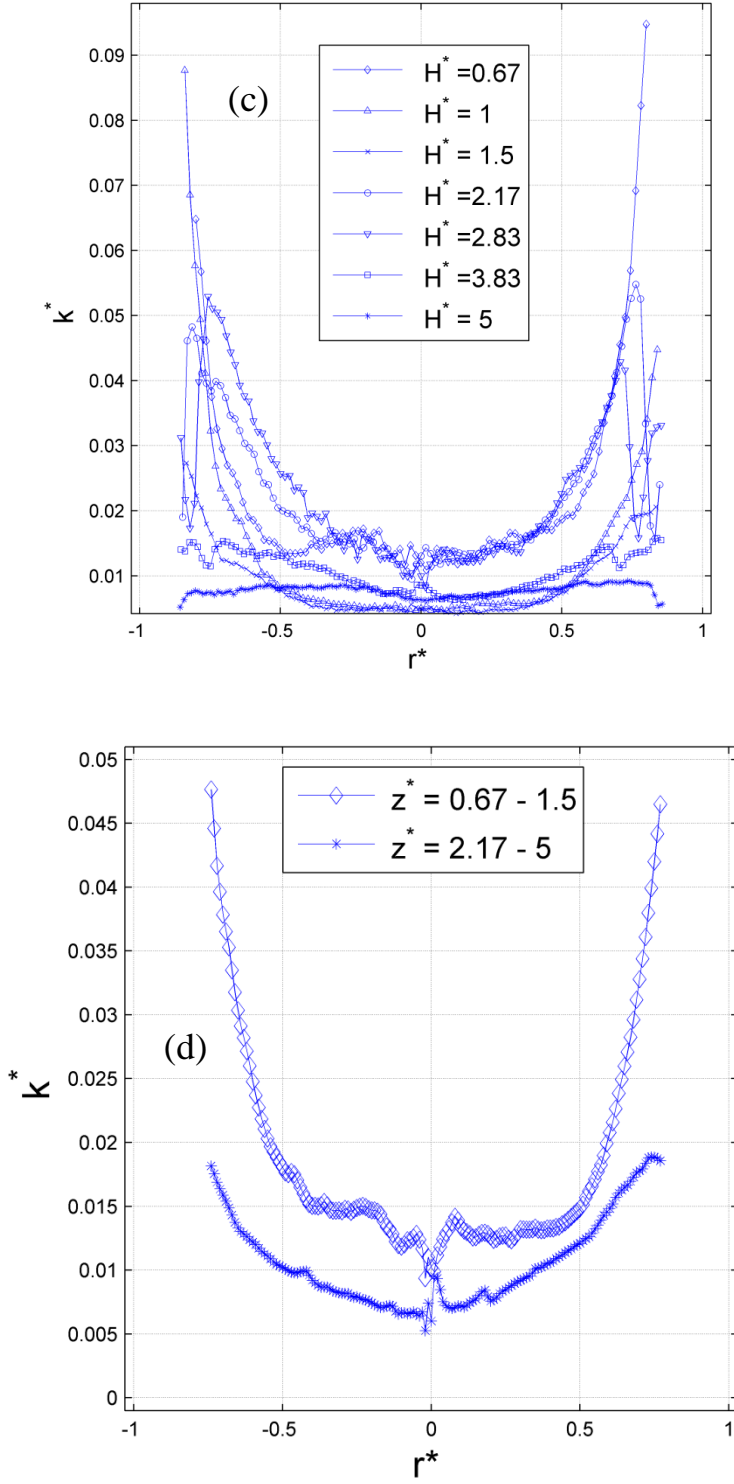 0.09
0.08
0.07
0.06
0.05
0.04
0.03
0.02
0.01
k*
(c)
H* =0.67
H* = 1
H* = 1.5
H* =2.17
H* =2.83
H* =3.83
H* = 5
-1
-0.5
0
0.5
1
r*
0.05
0.045
0.04
0.035
0.03
0.025
0.02
0.015
0.01
0.005
0
k*
(d)
z* = 0.67 - 1.5
z* = 2.17 - 5
-1
-0.5
0
0.5
1
r*